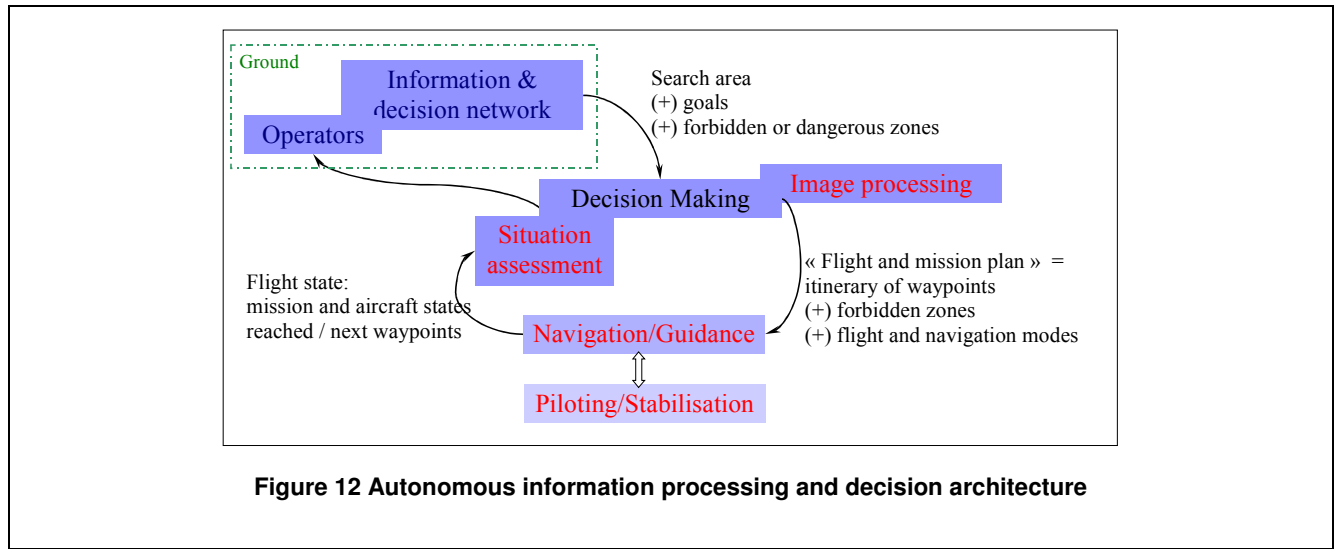 Ground
Information &
decision network
Operators
Search area
(+) goals
(+) forbidden or dangerous zones
Image processing
Decision Making
Situation
assessment
« Flight and mission plan » =
itinerary of waypoints
(+) forbidden zones
(+) flight and navigation modes
Flight state:
mission and aircraft states
reached / next waypoints
Navigation/Guidance
Piloting/Stabilisation
Figure 12 Autonomous information processing and decision architecture